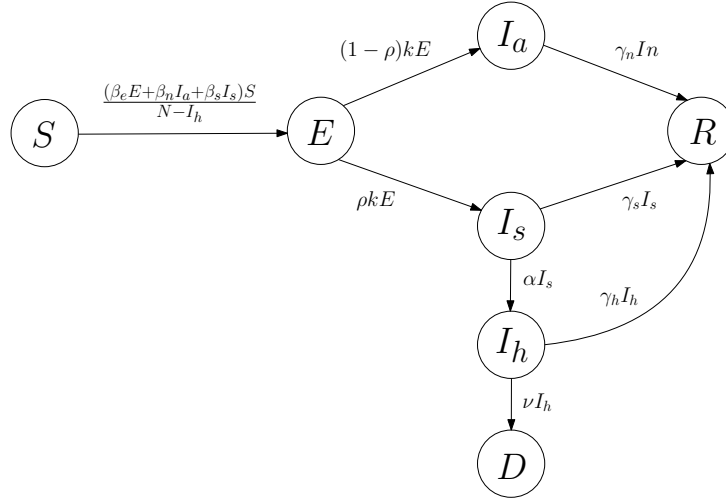 I_a
(1 − ρ)kE
γ_n In
(β_e E+β_n I_a+β_s I_s)S
N−I_h
S
E
R
ρkE
γ_s I_s
I_s
αI_s
γ_h I_h
I_h
νI_h
D